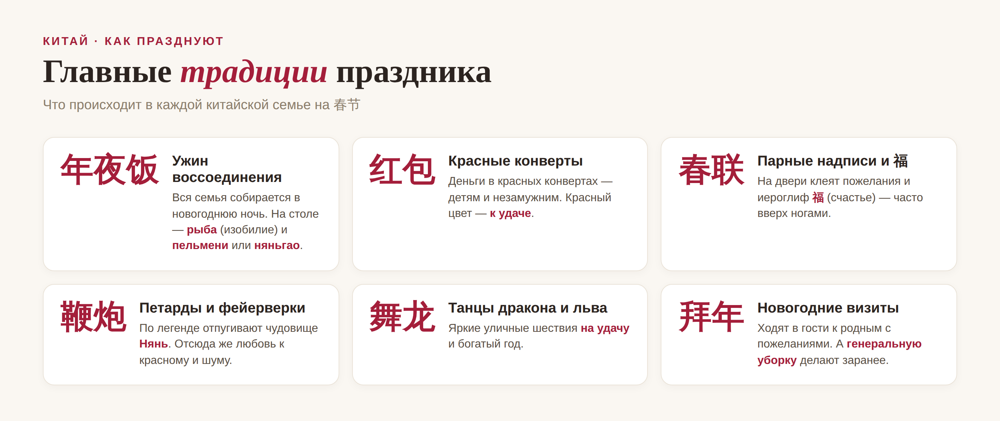 КИТАЙ · КАК ПРАЗДНУЮТ
Главные традиции праздника
Что происходит в каждой китайской семье на 春节
年夜饭
Ужин
воссоединения
Вся семья собирается в
новогоднюю ночь. На столе
— рыба (изобилие) и
пельмени или няньгао.
红包
Красные конверты
Деньги в красных конвертах —
детям и незамужним. Красный
цвет — к удаче.
春联
Парные надписи и 福
На двери клеят пожелания и
иероглиф 福 (счастье) — часто
вверх ногами.
鞭炮
Петарды и фейерверки
По легенде отпугивают чудовище
Нянь. Отсюда же любовь к
красному и шуму.
舞龙
Танцы дракона и льва
Яркие уличные шествия на удачу
и богатый год.
拜年
Новогодние визиты
Ходят в гости к родным с
пожеланиями. А генеральную
уборку делают заранее.